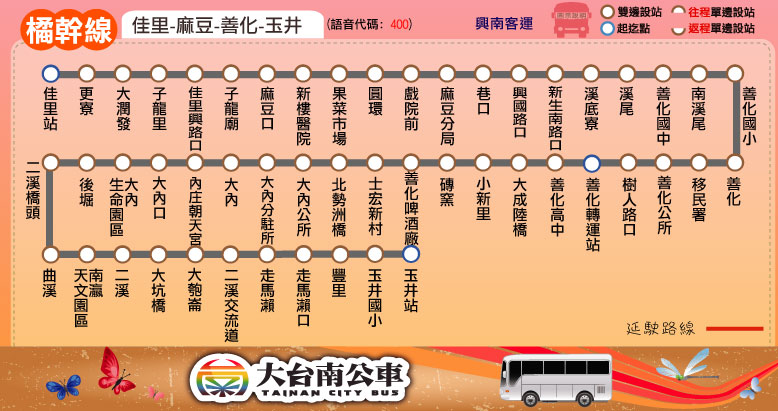 橘幹線
佳里-麻豆-善化-玉井
(語音代碼: 400)
興南客運
雙邊設站
起迄點
往程單邊設站
返程單邊設站
佳里站
更寮
大潤發
子龍里
佳里興路口
子龍廟
麻豆口
新樓醫院
果菜市場
圓環
戲院前
麻豆分局
巷口
興國路口
新生南路口
溪底寮
溪尾
善化國中
南溪尾
善化國小
善化
移民署
善化公所
樹人路口
善化轉運站
善化高中
大成陸橋
小新里
磚窯
善化啤酒廠
士宏新村
北勢洲橋
大內公所
大內分駐所
大內
內庄朝天宮
大內口
大內
生命園區
後堀
二溪橋頭
曲溪
南瀛
天文園區
二溪
大坑橋
大匏崙
二溪交流道
走馬瀨
走馬瀨口
豐里
玉井國小
玉井站
延駛路線
大台南公車
TAINAN CITY BUS